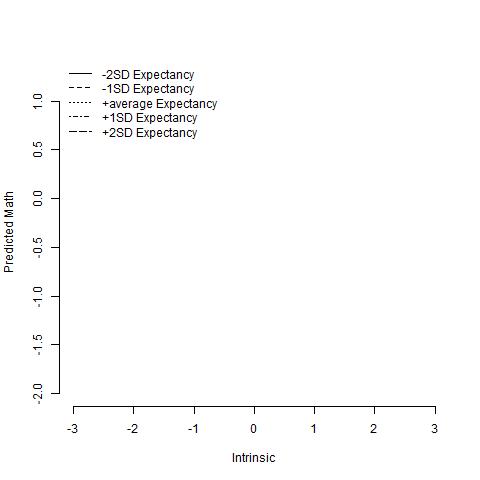 -2SD Expectancy
-1SD Expectancy
+average Expectancy
+1SD Expectancy
+2SD Expectancy
Predicted Math
1.0
0.5
0.0
-0.5
-1.0
-1.5
-2.0
-3 -2 -1 0 1 2 3
Intrinsic